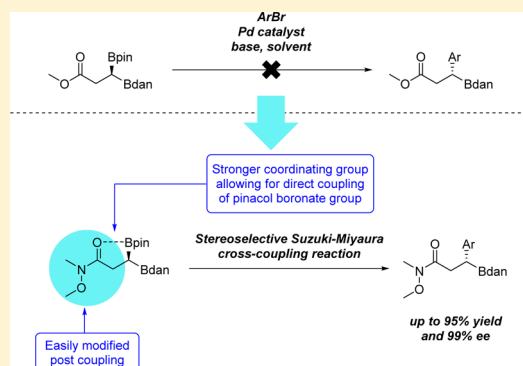 ArBr
Pd catalyst
base, solvent
O
Bpin
O
Bdan
O
Ar
O
Bdan
Stronger coordinating group
allowing for direct coupling
of pinacol boronate group
O
Bpin
N
Bdan
O
Stereoselective Suzuki-Miyaura
cross-coupling reaction
O
Ar
N
Bdan
O
up to 95% yield
and 99% ee
Easily modified
post coupling